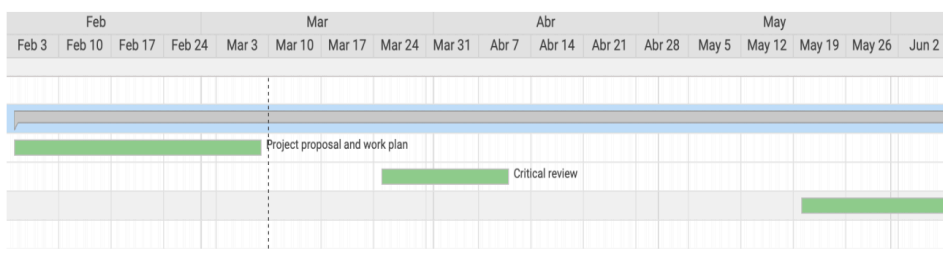 Feb Mar Abr May
Feb 3 Feb 10 Feb 17 Feb 24 Mar 3 Mar 10 Mar 17 Mar 24 Mar 31 Abr 7 Abr 14 Abr 21 Abr 28 May 5 May 12 May 19 May 26 Jun 2
Project proposal and work plan
Critical review